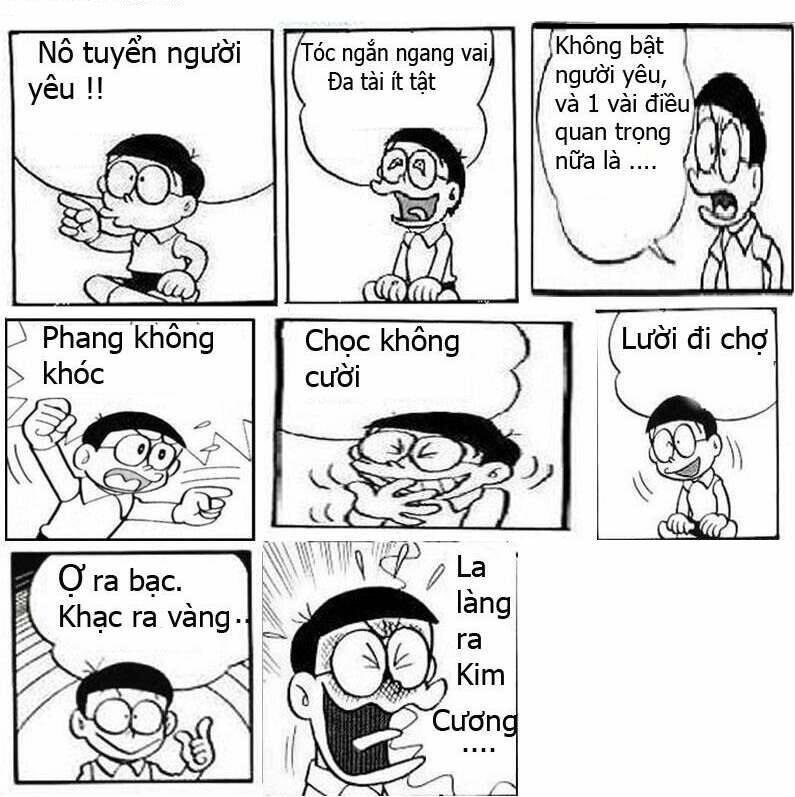 Nô tuyển người
yêu !!
Tóc ngắn ngang vai,
Đa tài ít tật
Không bật
người yêu,
và 1 vài điều
quan trọng
nữa là ....
Phang không
khóc
Chọc không
cười
Lười đi chợ
Ợ ra bạc.
Khạc ra vàng..
La
làng
ra
Kim
Cương
....